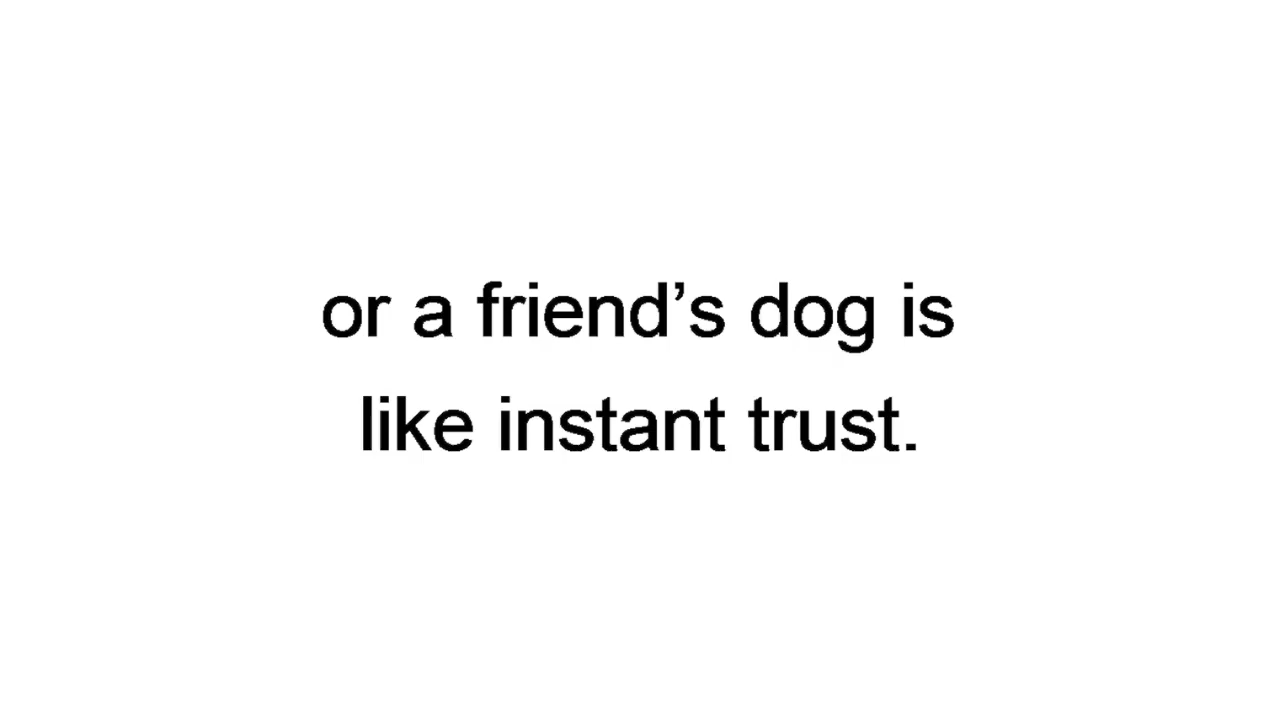 or a friend’s dog is
like instant trust.